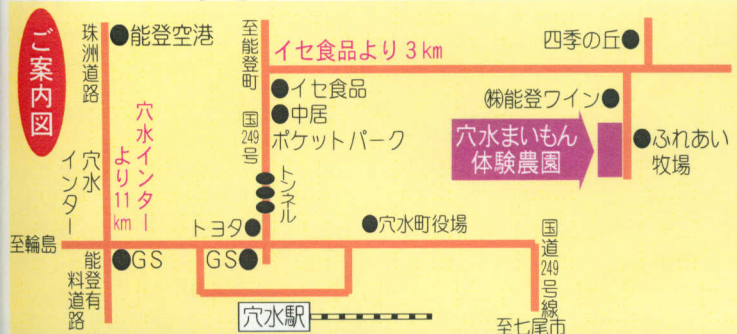 ご案内図
珠洲道路
●能登空港
穴水インター
より11km
穴水
インター
至輪島
能登有
料道路
●GS
至能登町
国249号
イセ食品より3km
●イセ食品
●中居
ポケットパーク
トンネル
トヨタ●
GS●
穴水駅
●穴水町役場
四季の丘●
㈱能登ワイン●
穴水まいもん
体験農園
●ふれあい
牧場
国道249号線
至七尾市